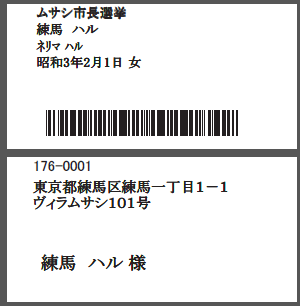 ムサシ市長選挙
練馬　ハル
ネリマ ハル
昭和3年2月1日 女
176-0001
東京都練馬区練馬一丁目1－1
ヴィラムサシ101号
練馬　ハル 様